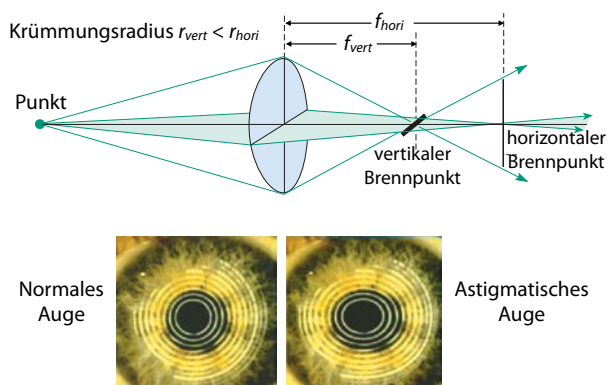 Krümmungsradius r_vert < r_hori
f_hori
f_vert
Punkt
vertikaler
Brennpunkt
horizontaler
Brennpunkt
Normales
Auge
Astigmatisches
Auge